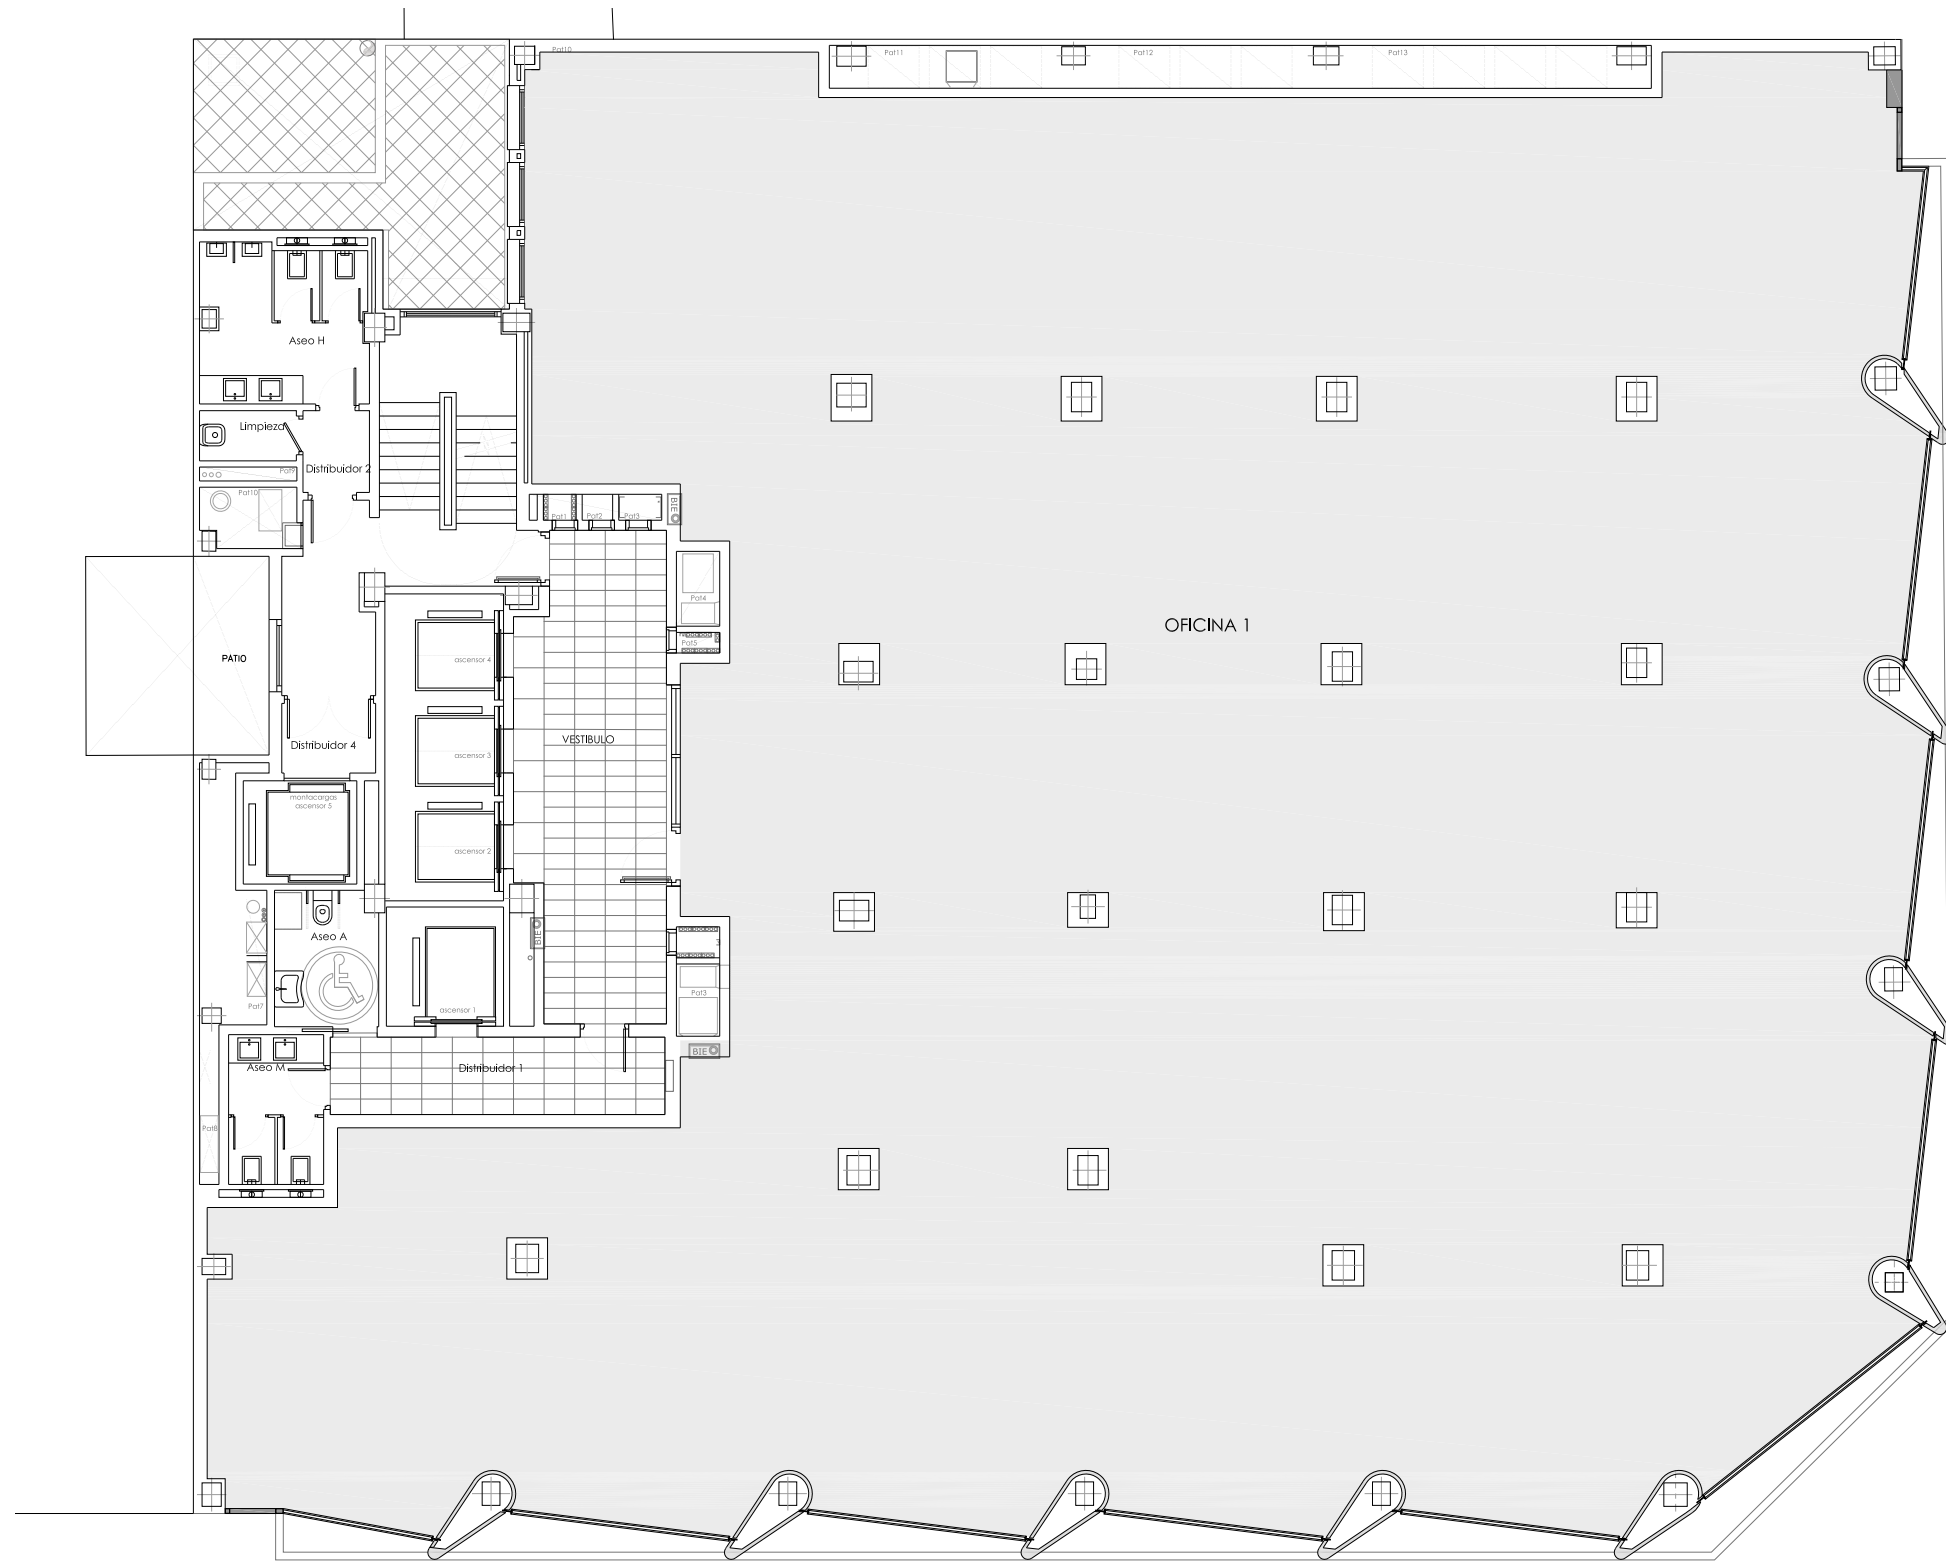 Pat10
Pat11
Pat12
Pat13
Aseo H
Limpieza
Distribuidor 2
Pat9
Pat10
Pat1
Pat2
Pat3
BIE
Pat4
Pat5
OFICINA 1
PATIO
ascensor 4
VESTIBULO
Distribuidor 4
ascensor 3
montacargas
ascensor 5
ascensor 2
Aseo A
BIE
3
Pat3
Pat7
ascensor 1
BIE
Aseo M
Distribuidor 1
Pat8